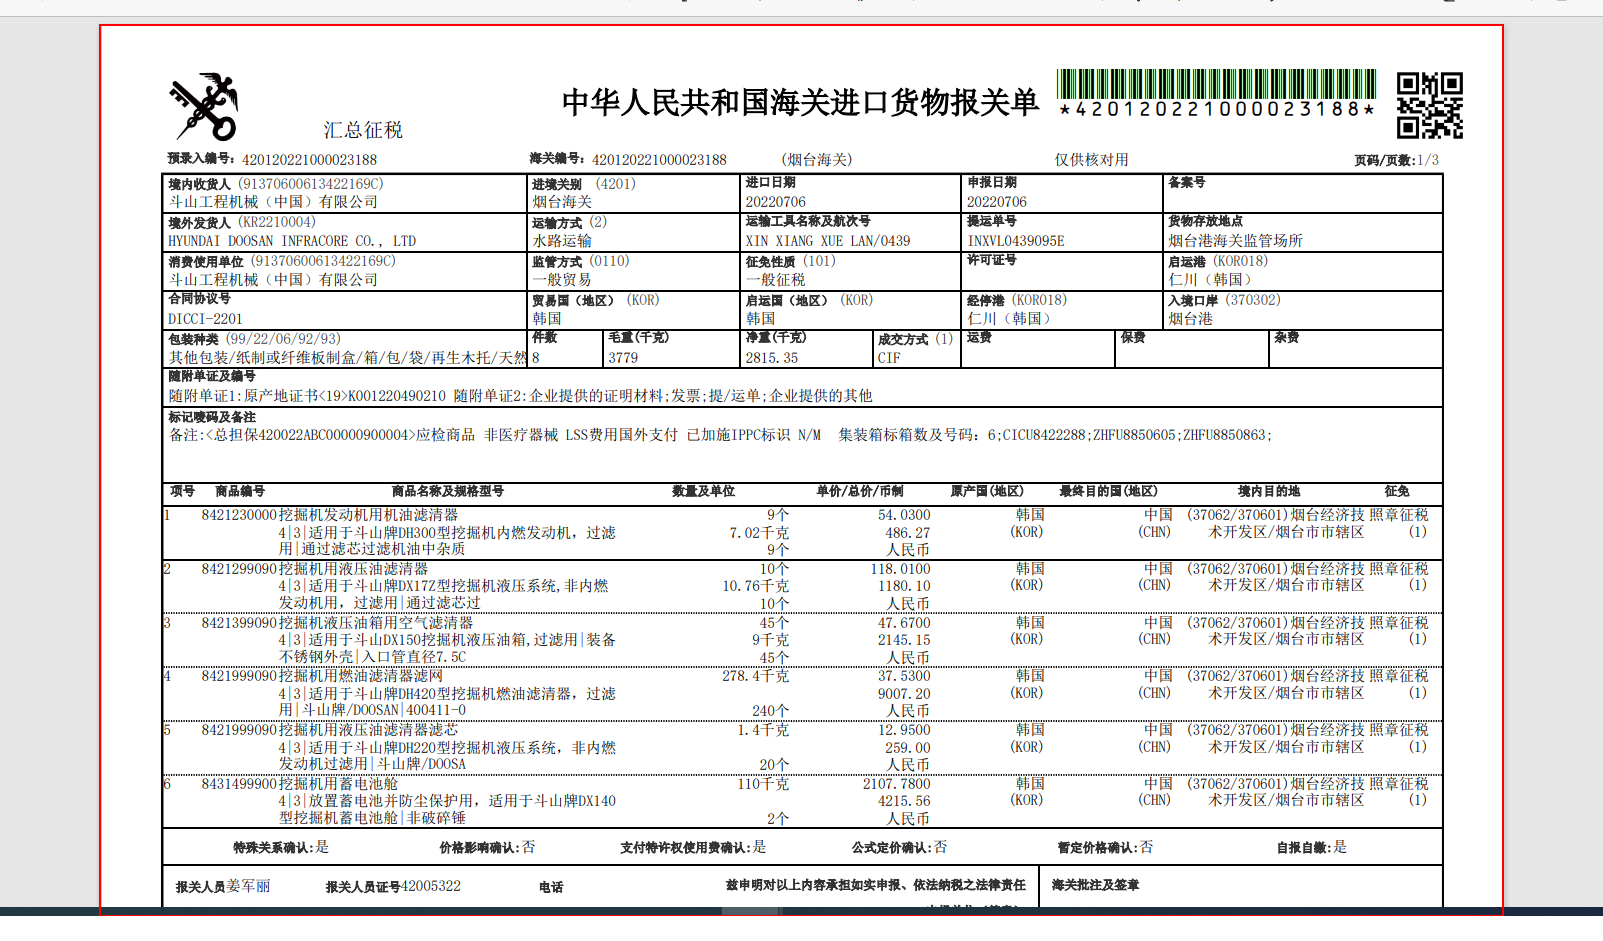 中华人民共和国海关进口货物报关单
*420120221000023188*
汇总征税
预录入编号：420120221000023188 海关编号：420120221000023188 (烟台海关) 仅供核对用 页码/页数:1/3
境内收货人 (91370600613422169C) 进境关别 (4201) 进口日期 申报日期 备案号
斗山工程机械（中国）有限公司 烟台海关 20220706 20220706
境外发货人 (KR2210004) 运输方式 (2) 运输工具名称及航次号 提运单号 货物存放地点
HYUNDAI DOOSAN INFRACORE CO., LTD 水路运输 XIN XIANG XUE LAN/0439 INXVL0439095E 烟台港海关监管场所
消费使用单位 (91370600613422169C) 监管方式 (0110) 征免性质 (101) 许可证号 启运港 (KOR018)
斗山工程机械（中国）有限公司 一般贸易 一般征税 仁川（韩国）
合同协议号 贸易国（地区） (KOR) 启运国（地区） (KOR) 经停港 (KOR018) 入境口岸 (370302)
DICCI-2201 韩国 韩国 仁川（韩国） 烟台港
包装种类 (99/22/06/92/93) 件数 毛重(千克) 净重(千克) 成交方式 (1) 运费 保费 杂费
其他包装/纸制或纤维板制盒/箱/包/袋/再生木托/天然 8 3779 2815.35 CIF
随附单证及编号
随附单证1:原产地证书<19>K001220490210 随附单证2:企业提供的证明材料;发票;提/运单;企业提供的其他
标记唛码及备注
备注:<总担保420022ABC00000900004>应检商品 非医疗器械 LSS费用国外支付 已加施IPPC标识 N/M 集装箱标箱数及号码: 6;CICU8422288;ZHFU8850605;ZHFU8850863;
项号 商品编号 商品名称及规格型号 数量及单位 单价/总价/币制 原产国(地区) 最终目的国(地区) 境内目的地 征免
1 8421230000 挖掘机发动机用机油滤清器 9个 54.0300 韩国 中国 (37062/370601)烟台经济技 照章征税
4|3|适用于斗山牌DH300型挖掘机内燃发动机, 过滤 7.02千克 486.27 (KOR) (CHN) 术开发区/烟台市市辖区 (1)
用|通过滤芯过滤机油中杂质 9个 人民币
2 8421299090 挖掘机用液压油滤清器 10个 118.0100 韩国 中国 (37062/370601)烟台经济技 照章征税
4|3|适用于斗山牌DX17Z型挖掘机液压系统,非内燃 10.76千克 1180.10 (KOR) (CHN) 术开发区/烟台市市辖区 (1)
发动机用, 过滤用|通过滤芯过 10个 人民币
3 8421399090 挖掘机液压油箱用空气滤清器 45个 47.6700 韩国 中国 (37062/370601)烟台经济技 照章征税
4|3|适用于斗山DX150挖掘机液压油箱,过滤用|装备 9千克 2145.15 (KOR) (CHN) 术开发区/烟台市市辖区 (1)
不锈钢外壳|入口管直径7.5C 45个 人民币
4 8421999090 挖掘机用燃油滤清器滤网 278.4千克 37.5300 韩国 中国 (37062/370601)烟台经济技 照章征税
4|3|适用于斗山牌DH420型挖掘机燃油滤清器, 过滤 9007.20 (KOR) (CHN) 术开发区/烟台市市辖区 (1)
用|斗山牌/DOOSAN|400411-0 240个 人民币
5 8421999090 挖掘机用液压油滤清器滤芯 1.4千克 12.9500 韩国 中国 (37062/370601)烟台经济技 照章征税
4|3|适用于斗山牌DH220型挖掘机液压系统, 非内燃 259.00 (KOR) (CHN) 术开发区/烟台市市辖区 (1)
发动机过滤用|斗山牌/DOOSA 20个 人民币
6 8431499900 挖掘机用蓄电池舱 110千克 2107.7800 韩国 中国 (37062/370601)烟台经济技 照章征税
4|3|放置蓄电池并防尘保护用, 适用于斗山牌DX140 4215.56 (KOR) (CHN) 术开发区/烟台市市辖区 (1)
型挖掘机蓄电池舱|非破碎锤 2个 人民币
特殊关系确认:是 价格影响确认:否 支付特许权使用费确认:是 公式定价确认:否 暂定价格确认:否 自报自缴:是
报关人员 姜军丽 报关人员证号42005322 电话 兹申明对以上内容承担如实申报、依法纳税之法律责任 海关批注及签章